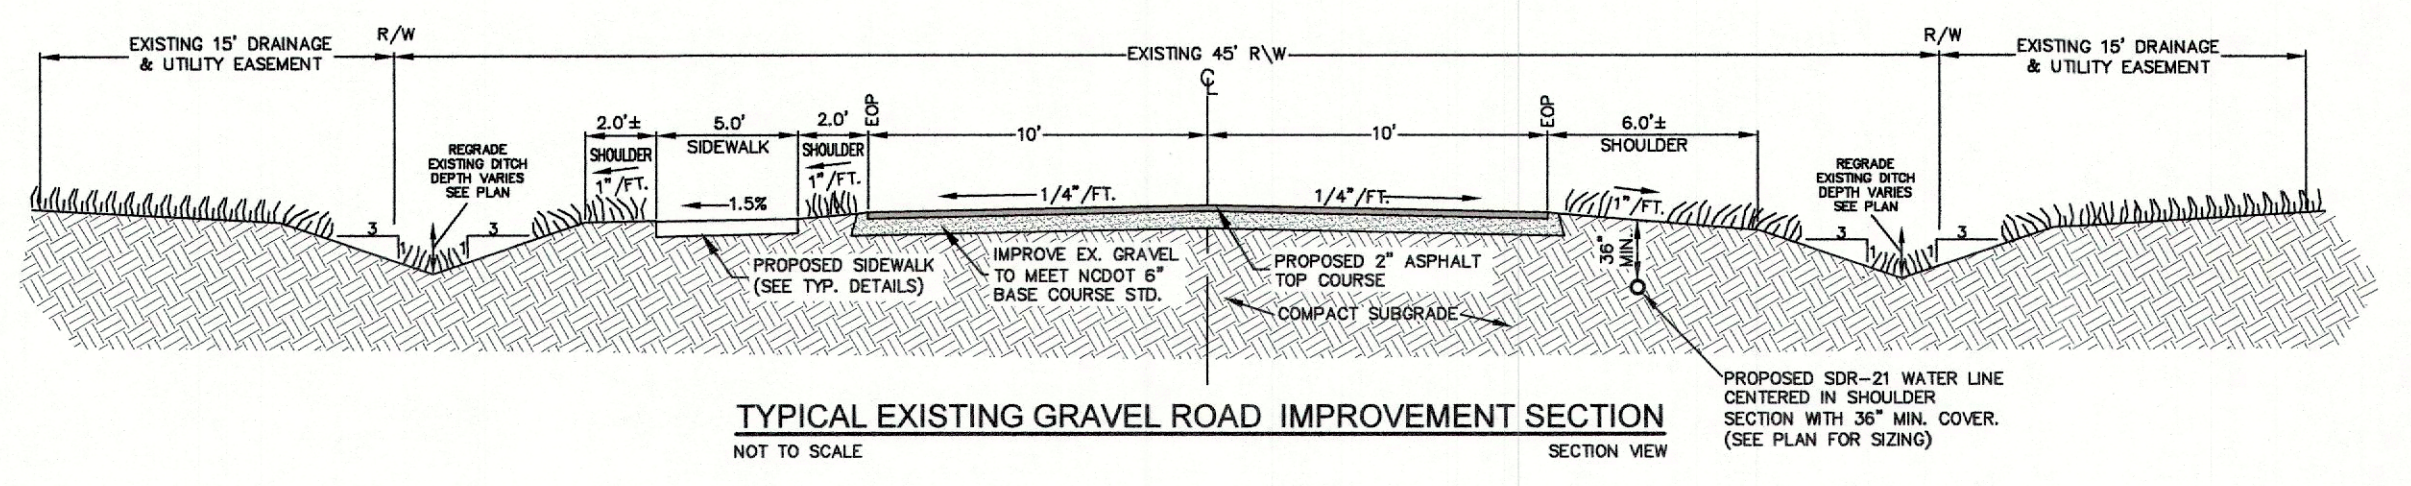 EXISTING 15' DRAINAGE
& UTILITY EASEMENT
R/W
EXISTING 45' R\W
R/W
EXISTING 15' DRAINAGE
& UTILITY EASEMENT
CL
2.0'±
SHOULDER
1"/FT.
5.0'
SIDEWALK
1.5%
2.0'
SHOULDER
1"/FT.
EOP
10'
10'
EOP
6.0'±
SHOULDER
1"/FT.
REGRADE
EXISTING DITCH
DEPTH VARIES
SEE PLAN
REGRADE
EXISTING DITCH
DEPTH VARIES
SEE PLAN
1/4"/FT.
1/4"/FT.
3
1
3
1
3
1
3
1
36"
MIN.
PROPOSED SIDEWALK
(SEE TYP. DETAILS)
IMPROVE EX. GRAVEL
TO MEET NCDOT 6"
BASE COURSE STD.
PROPOSED 2" ASPHALT
TOP COURSE
COMPACT SUBGRADE
PROPOSED SDR-21 WATER LINE
CENTERED IN SHOULDER
SECTION WITH 36" MIN. COVER.
(SEE PLAN FOR SIZING)
TYPICAL EXISTING GRAVEL ROAD IMPROVEMENT SECTION
NOT TO SCALE
SECTION VIEW